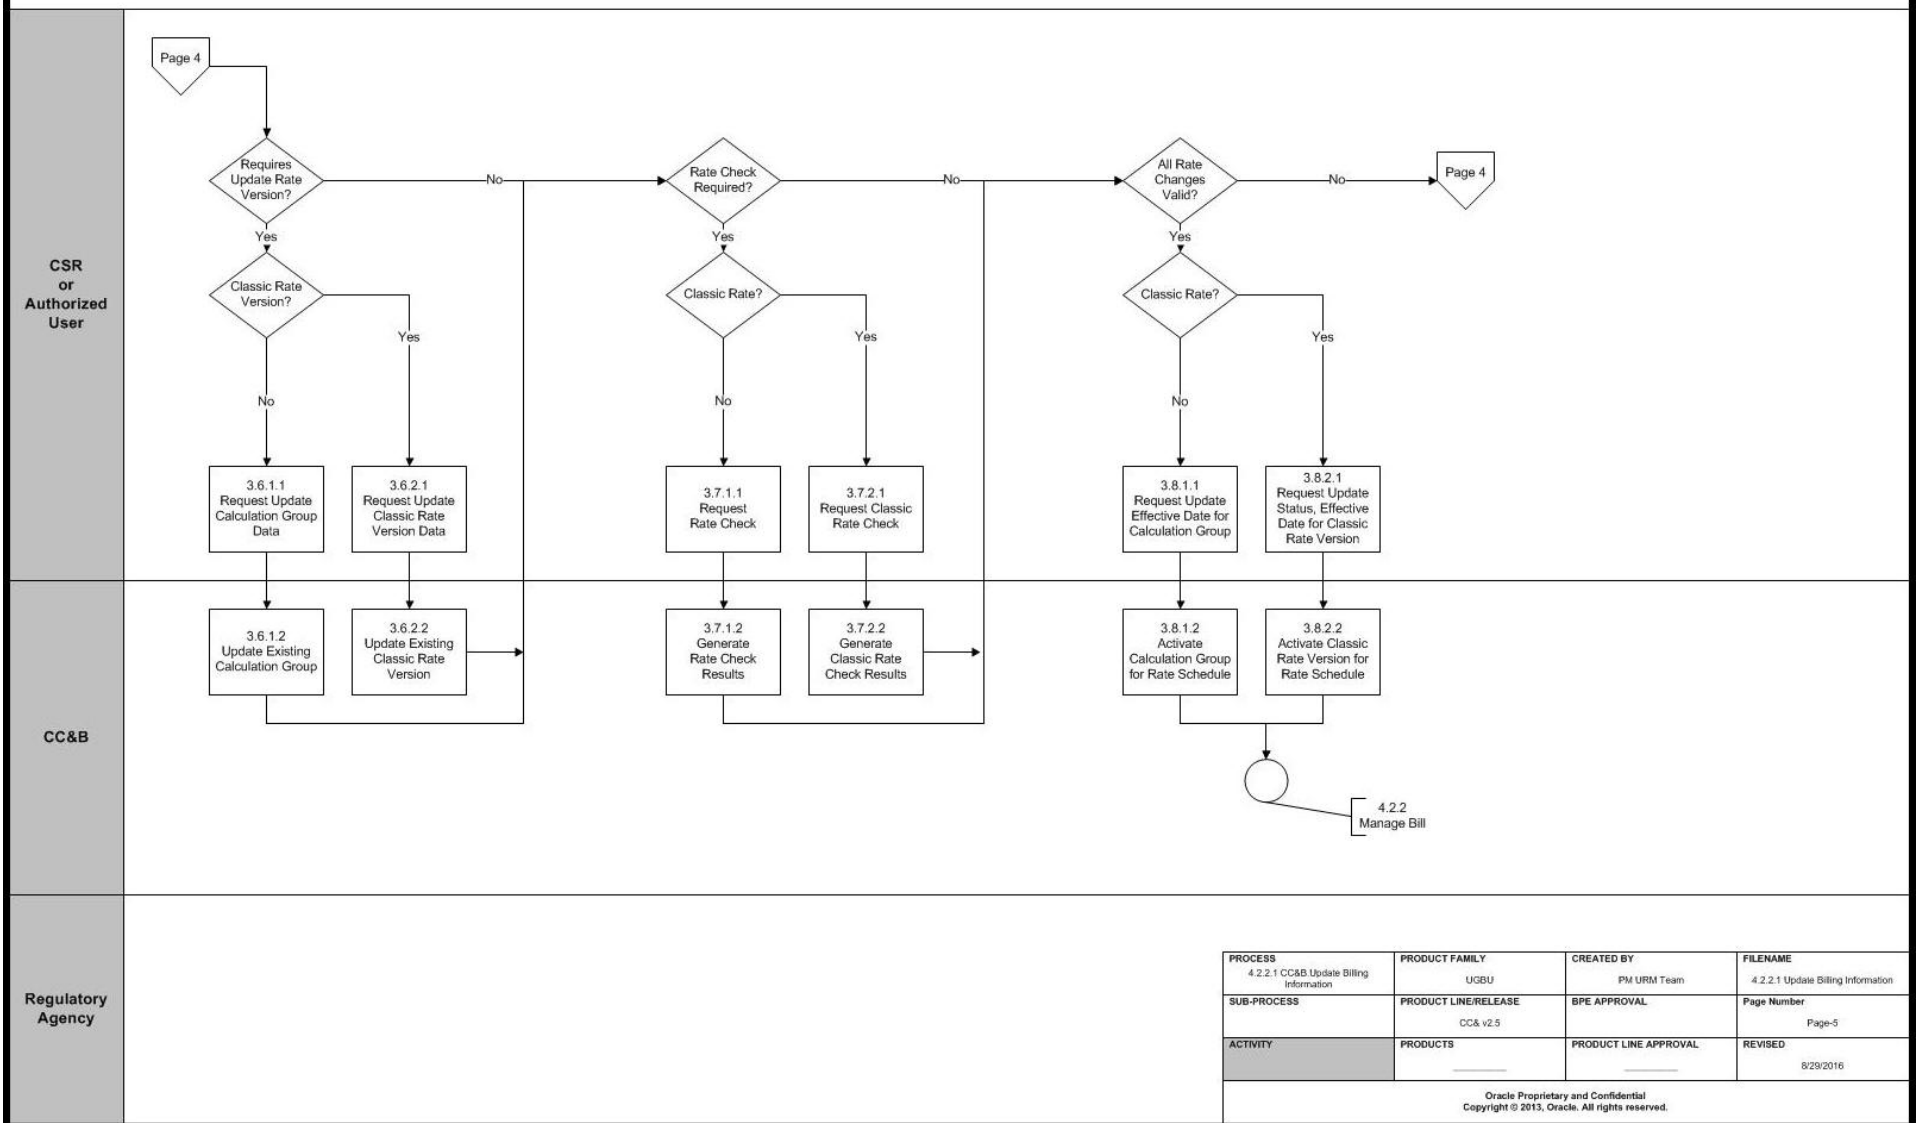 CSR
or
Authorized
User
Page 4
Requires
Update Rate
Version?
No
Rate Check
Required?
No
All Rate
Changes
Valid?
No
Page 4
Yes
Yes
Yes
Classic Rate
Version?
Classic Rate?
Classic Rate?
Yes
Yes
Yes
No
No
No
3.6.1.1
Request Update
Calculation Group
Data
3.6.2.1
Request Update
Classic Rate
Version Data
3.7.1.1
Request
Rate Check
3.7.2.1
Request Classic
Rate Check
3.8.1.1
Request Update
Effective Date for
Calculation Group
3.8.2.1
Request Update
Status, Effective
Date for Classic
Rate Version
CC&B
3.6.1.2
Update Existing
Calculation Group
3.6.2.2
Update Existing
Classic Rate
Version
3.7.1.2
Generate
Rate Check
Results
3.7.2.2
Generate
Classic Rate
Check Results
3.8.1.2
Activate
Calculation Group
for Rate Schedule
3.8.2.2
Activate Classic
Rate Version for
Rate Schedule
4.2.2
Manage Bill
Regulatory
Agency
PROCESS
4.2.2.1 CC&B.Update Billing
Information
PRODUCT FAMILY
UGBU
CREATED BY
PM URM Team
FILENAME
4.2.2.1 Update Billing Information
SUB-PROCESS
PRODUCT LINE/RELEASE
CC& v2.5
BPE APPROVAL
Page Number
Page-5
ACTIVITY
PRODUCTS
PRODUCT LINE APPROVAL
REVISED
8/29/2016
Oracle Proprietary and Confidential
Copyright © 2013, Oracle. All rights reserved.